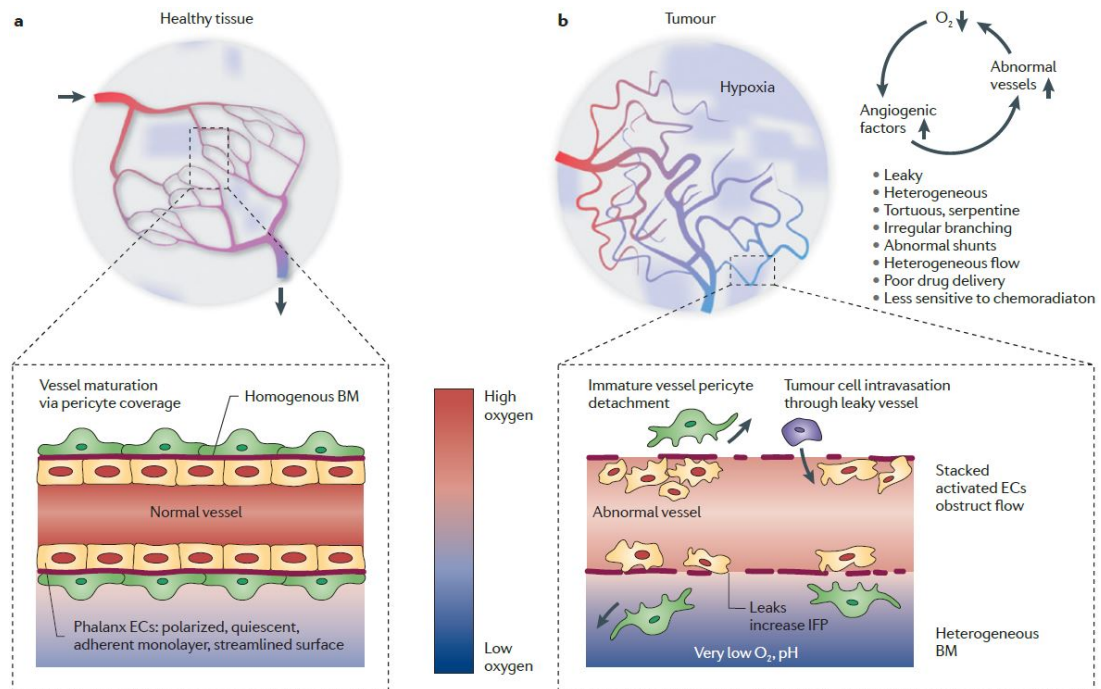 a
Healthy tissue
b
Tumour
Hypoxia
O₂
Abnormal
vessels
Angiogenic
factors
• Leaky
• Heterogeneous
• Tortuous, serpentine
• Irregular branching
• Abnormal shunts
• Heterogeneous flow
• Poor drug delivery
• Less sensitive to chemoradiaton
Vessel maturation
via pericyte coverage
Homogenous BM
Normal vessel
Phalanx ECs: polarized, quiescent,
adherent monolayer, streamlined surface
High
oxygen
Low
oxygen
Immature vessel pericyte
detachment
Tumour cell intravasation
through leaky vessel
Abnormal vessel
Stacked
activated ECs
obstruct flow
Leaks
increase IFP
Very low O₂, pH
Heterogeneous
BM